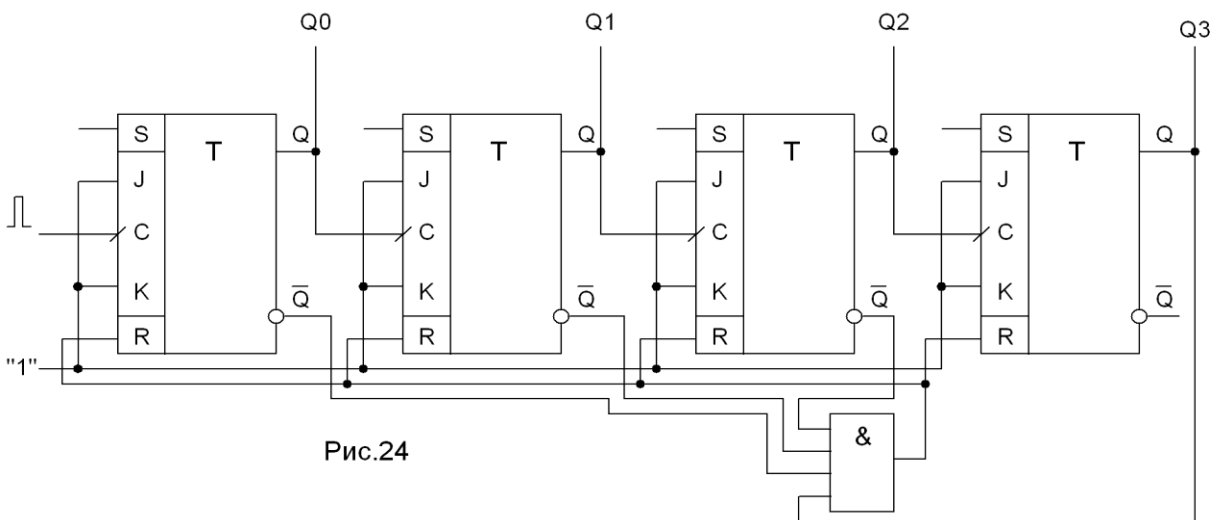 Q0 Q1 Q2 Q3
S T Q S T Q S T Q S T Q
J J J J
C C C C
K Q̅ K Q̅ K Q̅ K Q̅
R R R R
"1"
&
Рис.24